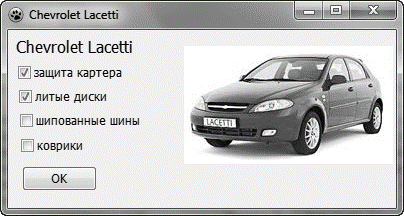 Chevrolet Lacetti
Chevrolet Lacetti
защита картера
литые диски
шипованные шины
коврики
OK
LACETTI